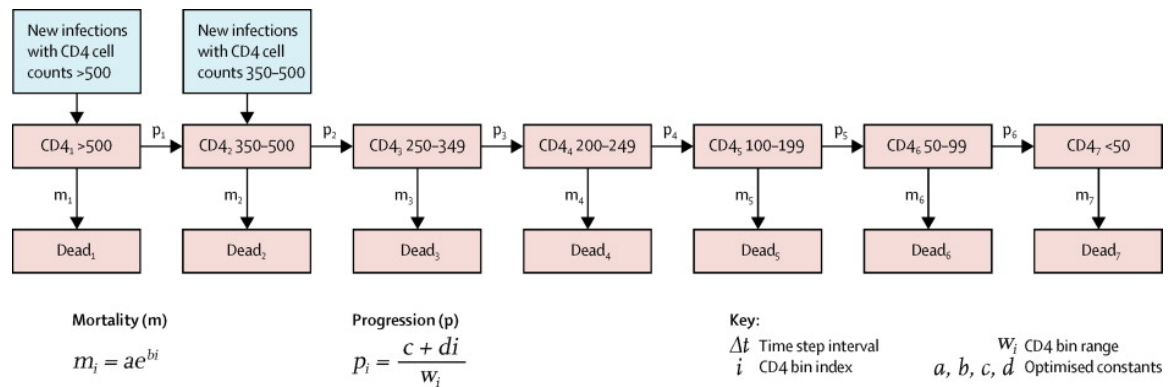 New infections
with CD4 cell
counts >500
New infections
with CD4 cell
counts 350–500
CD4₁ >500
p₁
CD4₂ 350–500
p₂
CD4₃ 250–349
p₃
CD4₄ 200–249
p₄
CD4₅ 100–199
p₅
CD4₆ 50–99
p₆
CD4₇ <50
m₁
m₂
m₃
m₄
m₅
m₆
m₇
Dead₁
Dead₂
Dead₃
Dead₄
Dead₅
Dead₆
Dead₇
Mortality (m)
mᵢ = ae^{bi}
Progression (p)
pᵢ = (c + di) / wᵢ
Key:
Δt Time step interval
i CD4 bin index
wᵢ CD4 bin range
a, b, c, d Optimised constants